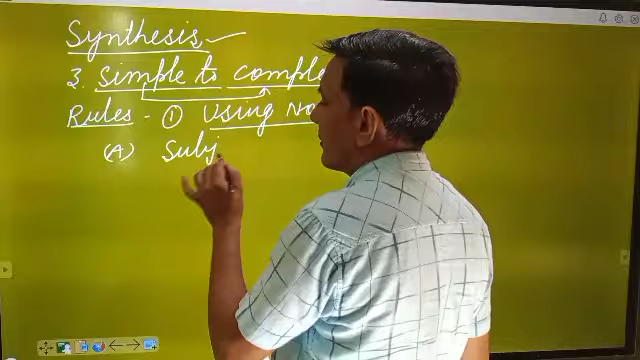 Synthesis
3. Simple to comple
Rules - ① Using No
(A) Subj